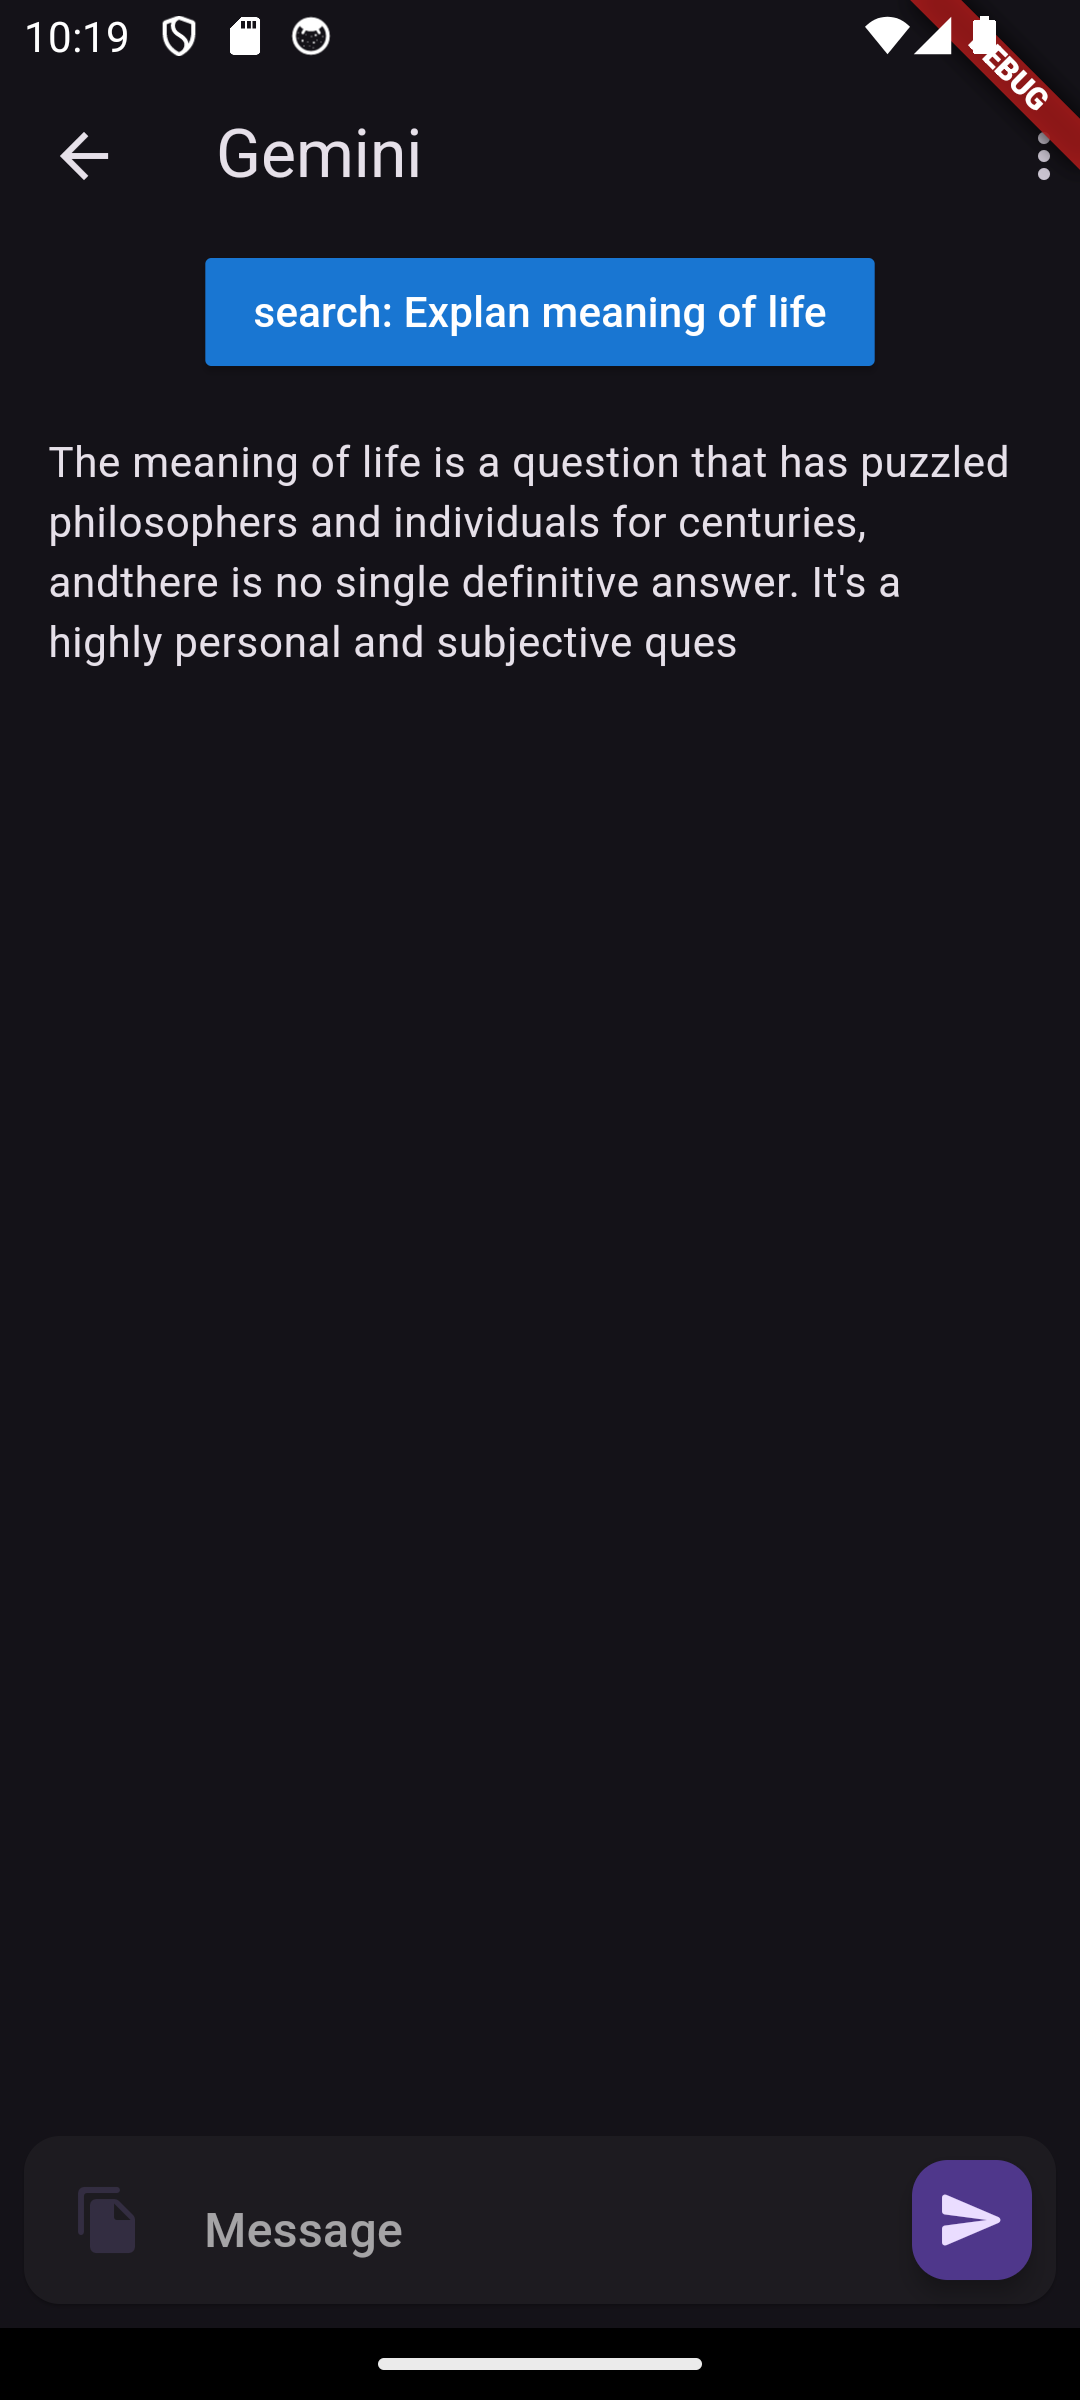 10:19
EBUG
Gemini
search: Explan meaning of life
The meaning of life is a question that has puzzled
philosophers and individuals for centuries,
andthere is no single definitive answer. It's a
highly personal and subjective ques
Message